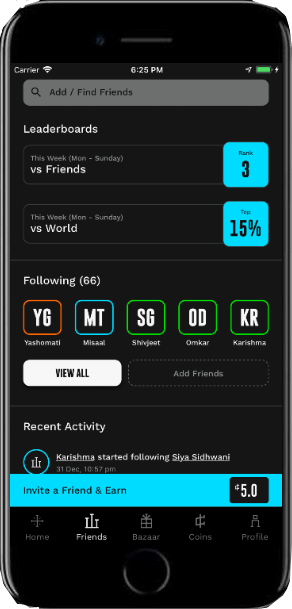 Carrier 6:25 PM
Add / Find Friends
Leaderboards
This Week (Mon - Sunday)
vs Friends
Rank
3
This Week (Mon - Sunday)
vs World
Top
15%
Following (66)
YG MT SG OD KR
Yashomati Misaal Shivjeet Omkar Karishma
VIEW ALL Add Friends
Recent Activity
Karishma started following Siya Sidhwani
31 Dec, 10:57 pm
Invite a Friend & Earn 5.0
Home Friends Bazaar Coins Profile